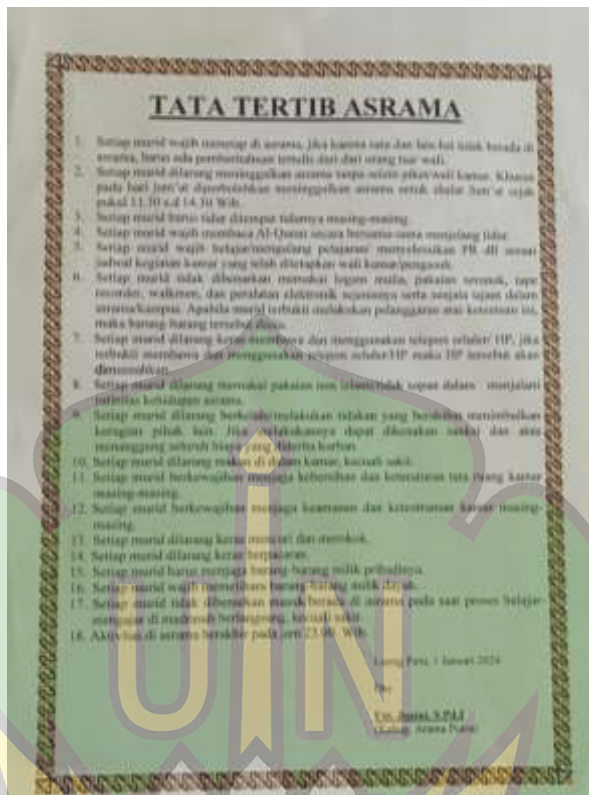 TATA TERTIB ASRAMA
1. Setiap murid wajib menetap di asrama, jika karena satu dan lain hal tidak berada di
asrama, harus ada pemberitahuan tertulis dari dari orang tua/ wali.
2. Setiap murid dilarang meninggalkan asrama tanpa seizin piket/wali kamar. Khusus
pada hari jum'at diperbolehkan meninggalkan asrama untuk shalat Jum'at sejak
pukul 11.30 s.d 14.30 Wib.
3. Setiap murid harus tidur ditempat tidurnya masing-masing.
4. Setiap murid wajib membaca Al-Quran secara bersama-sama menjelang tidur.
5. Setiap murid wajib belajar/mengulang pelajaran/ menyelesaikan PR dll sesuai
jadwal kegiatan kamar yang telah ditetapkan wali kamar/pengasuh.
6. Setiap murid tidak dibenarkan memakai logam mulia, pakaian seronok, tape
recorder, walkmen, dan peralatan elektronik sejenisnya serta senjata tajam dalam
asrama/kampus. Apabila murid terbukti melakukan pelanggaran atas ketentuan ini,
maka barang-barang tersebut
7. Setiap murid dilarang keras membawa dan menggunakan telepon seluler/ HP, jika
terbukti membawa dan menggunakan telepon seluler/HP maka HP tersebut akan
dimusnahkan.
8. Setiap murid dilarang memakai pakaian non islami/tidak sopan dalam menjalani
rutinitas kehidupan asrama.
9. Setiap murid dilarang berkelahi/melakukan tidakan yang berakibat menimbulkan
kerugian pihak lain. Jika melakukannya dapat dikenakan sanksi dan atau
menanggung seluruh biaya yang diderita korban.
10. Setiap murid dilarang makan di dalam kamar, kecuali sakit.
11. Setiap murid berkewajiban menjaga kebersihan dan keteraturan tata ruang kamar
masing-masing.
12. Setiap murid berkewajiban menjaga keamanan dan ketentraman kamar masing-
masing.
13. Setiap murid dilarang keras mencuri dan merokok.
14. Setiap murid dilarang keras berpacaran.
15. Setiap murid harus menjaga barang-barang milik pribadinya.
16. Setiap murid wajib memelihara barang-barang milik dayah.
17. Setiap murid tidak dibenarkan masuk/berada di asrama pada saat proses belajar-
mengajar di madrasah berlangsung, kecuali sakit.
18. Aktivitas di asrama berakhir pada jam 23.00 Wib.
1 Januari 2024
S.Pd.I
UIN